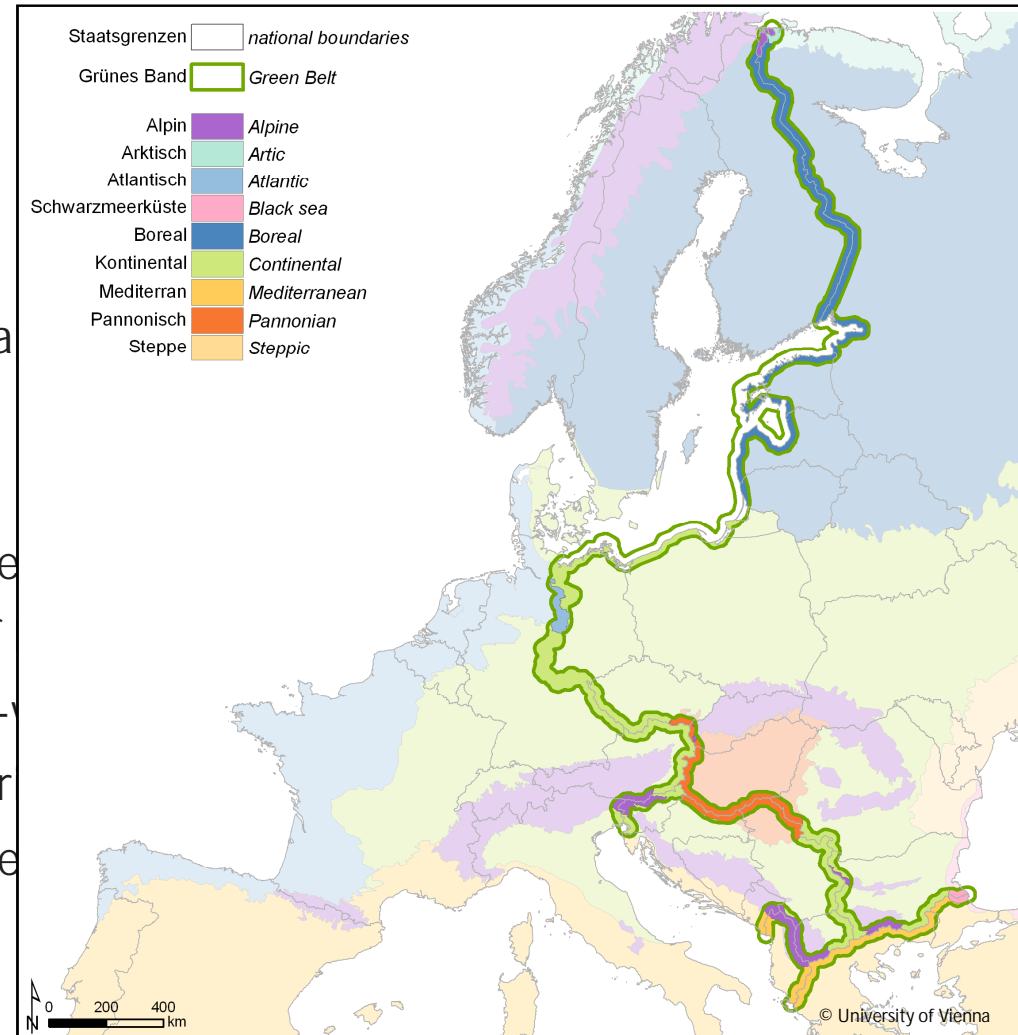 Staatsgrenzen national boundaries
Grünes Band Green Belt
Alpin Alpine
Arktisch Artic
Atlantisch Atlantic
Schwarzmeerküste Black sea
Boreal Boreal
Kontinental Continental
Mediterran Mediterranean
Pannonisch Pannonian
Steppe Steppic
a
e
r
e
N
0 200 400
km
© University of Vienna